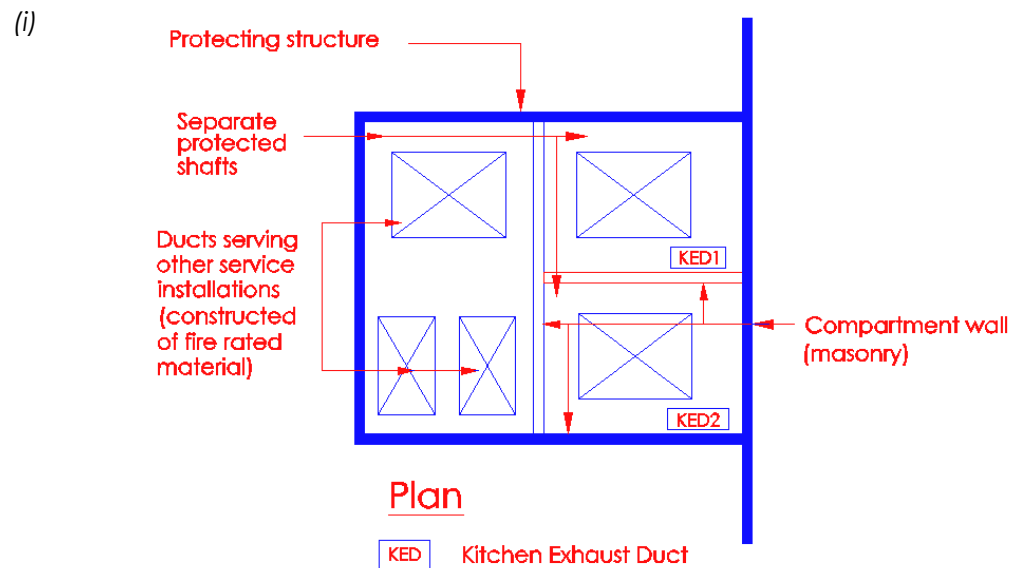 (i)
Protecting structure
Separate
protected
shafts
Ducts serving
other service
installations
(constructed
of fire rated
material)
KED1
Compartment wall
(masonry)
KED2
Plan
KED Kitchen Exhaust Duct